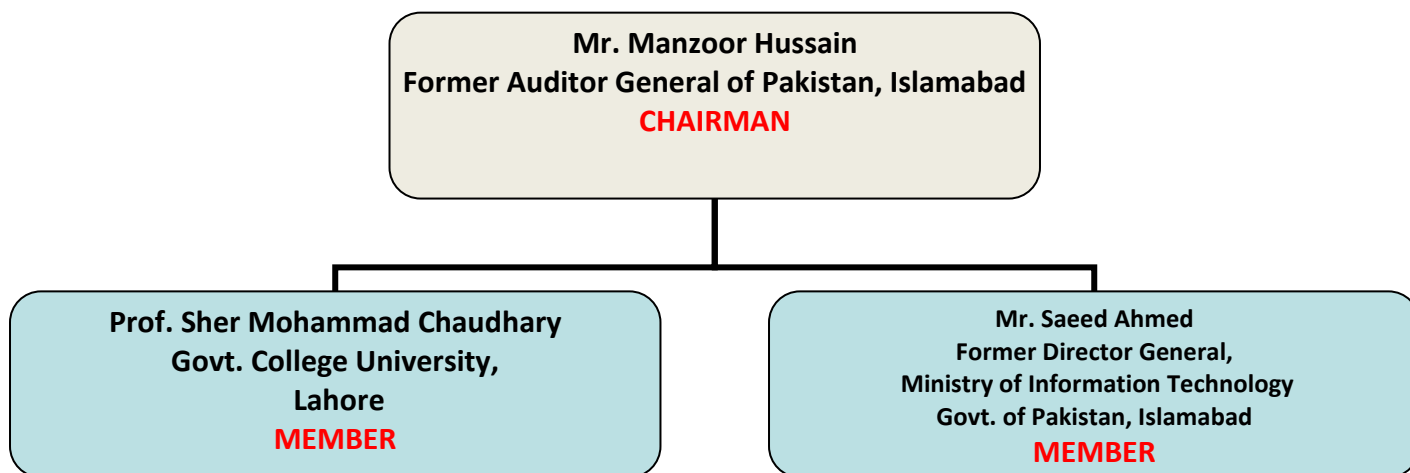 Mr. Manzoor Hussain
Former Auditor General of Pakistan, Islamabad
CHAIRMAN
Prof. Sher Mohammad Chaudhary
Govt. College University,
Lahore
MEMBER
Mr. Saeed Ahmed
Former Director General,
Ministry of Information Technology
Govt. of Pakistan, Islamabad
MEMBER